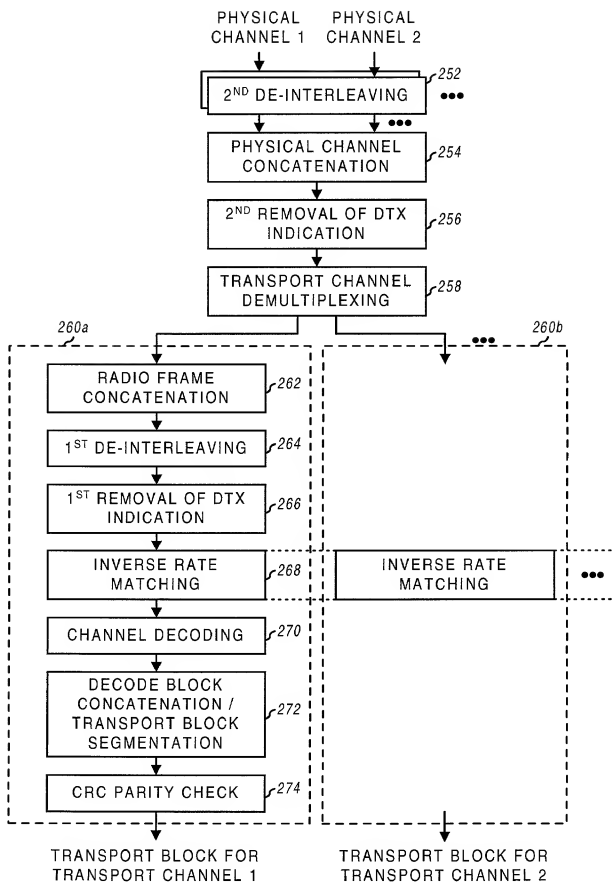 PHYSICAL CHANNEL 1
PHYSICAL CHANNEL 2
252
2ND DE-INTERLEAVING
•••
•••
254
PHYSICAL CHANNEL
CONCATENATION
2ND REMOVAL OF DTX
INDICATION
256
TRANSPORT CHANNEL
DEMULTIPLEXING
258
260a
•••
260b
RADIO FRAME
CONCATENATION
262
1ST DE-INTERLEAVING
264
1ST REMOVAL OF DTX
INDICATION
266
INVERSE RATE
MATCHING
268
INVERSE RATE
MATCHING
•••
CHANNEL DECODING
270
DECODE BLOCK
CONCATENATION /
TRANSPORT BLOCK
SEGMENTATION
272
CRC PARITY CHECK
274
TRANSPORT BLOCK FOR
TRANSPORT CHANNEL 1
TRANSPORT BLOCK FOR
TRANSPORT CHANNEL 2